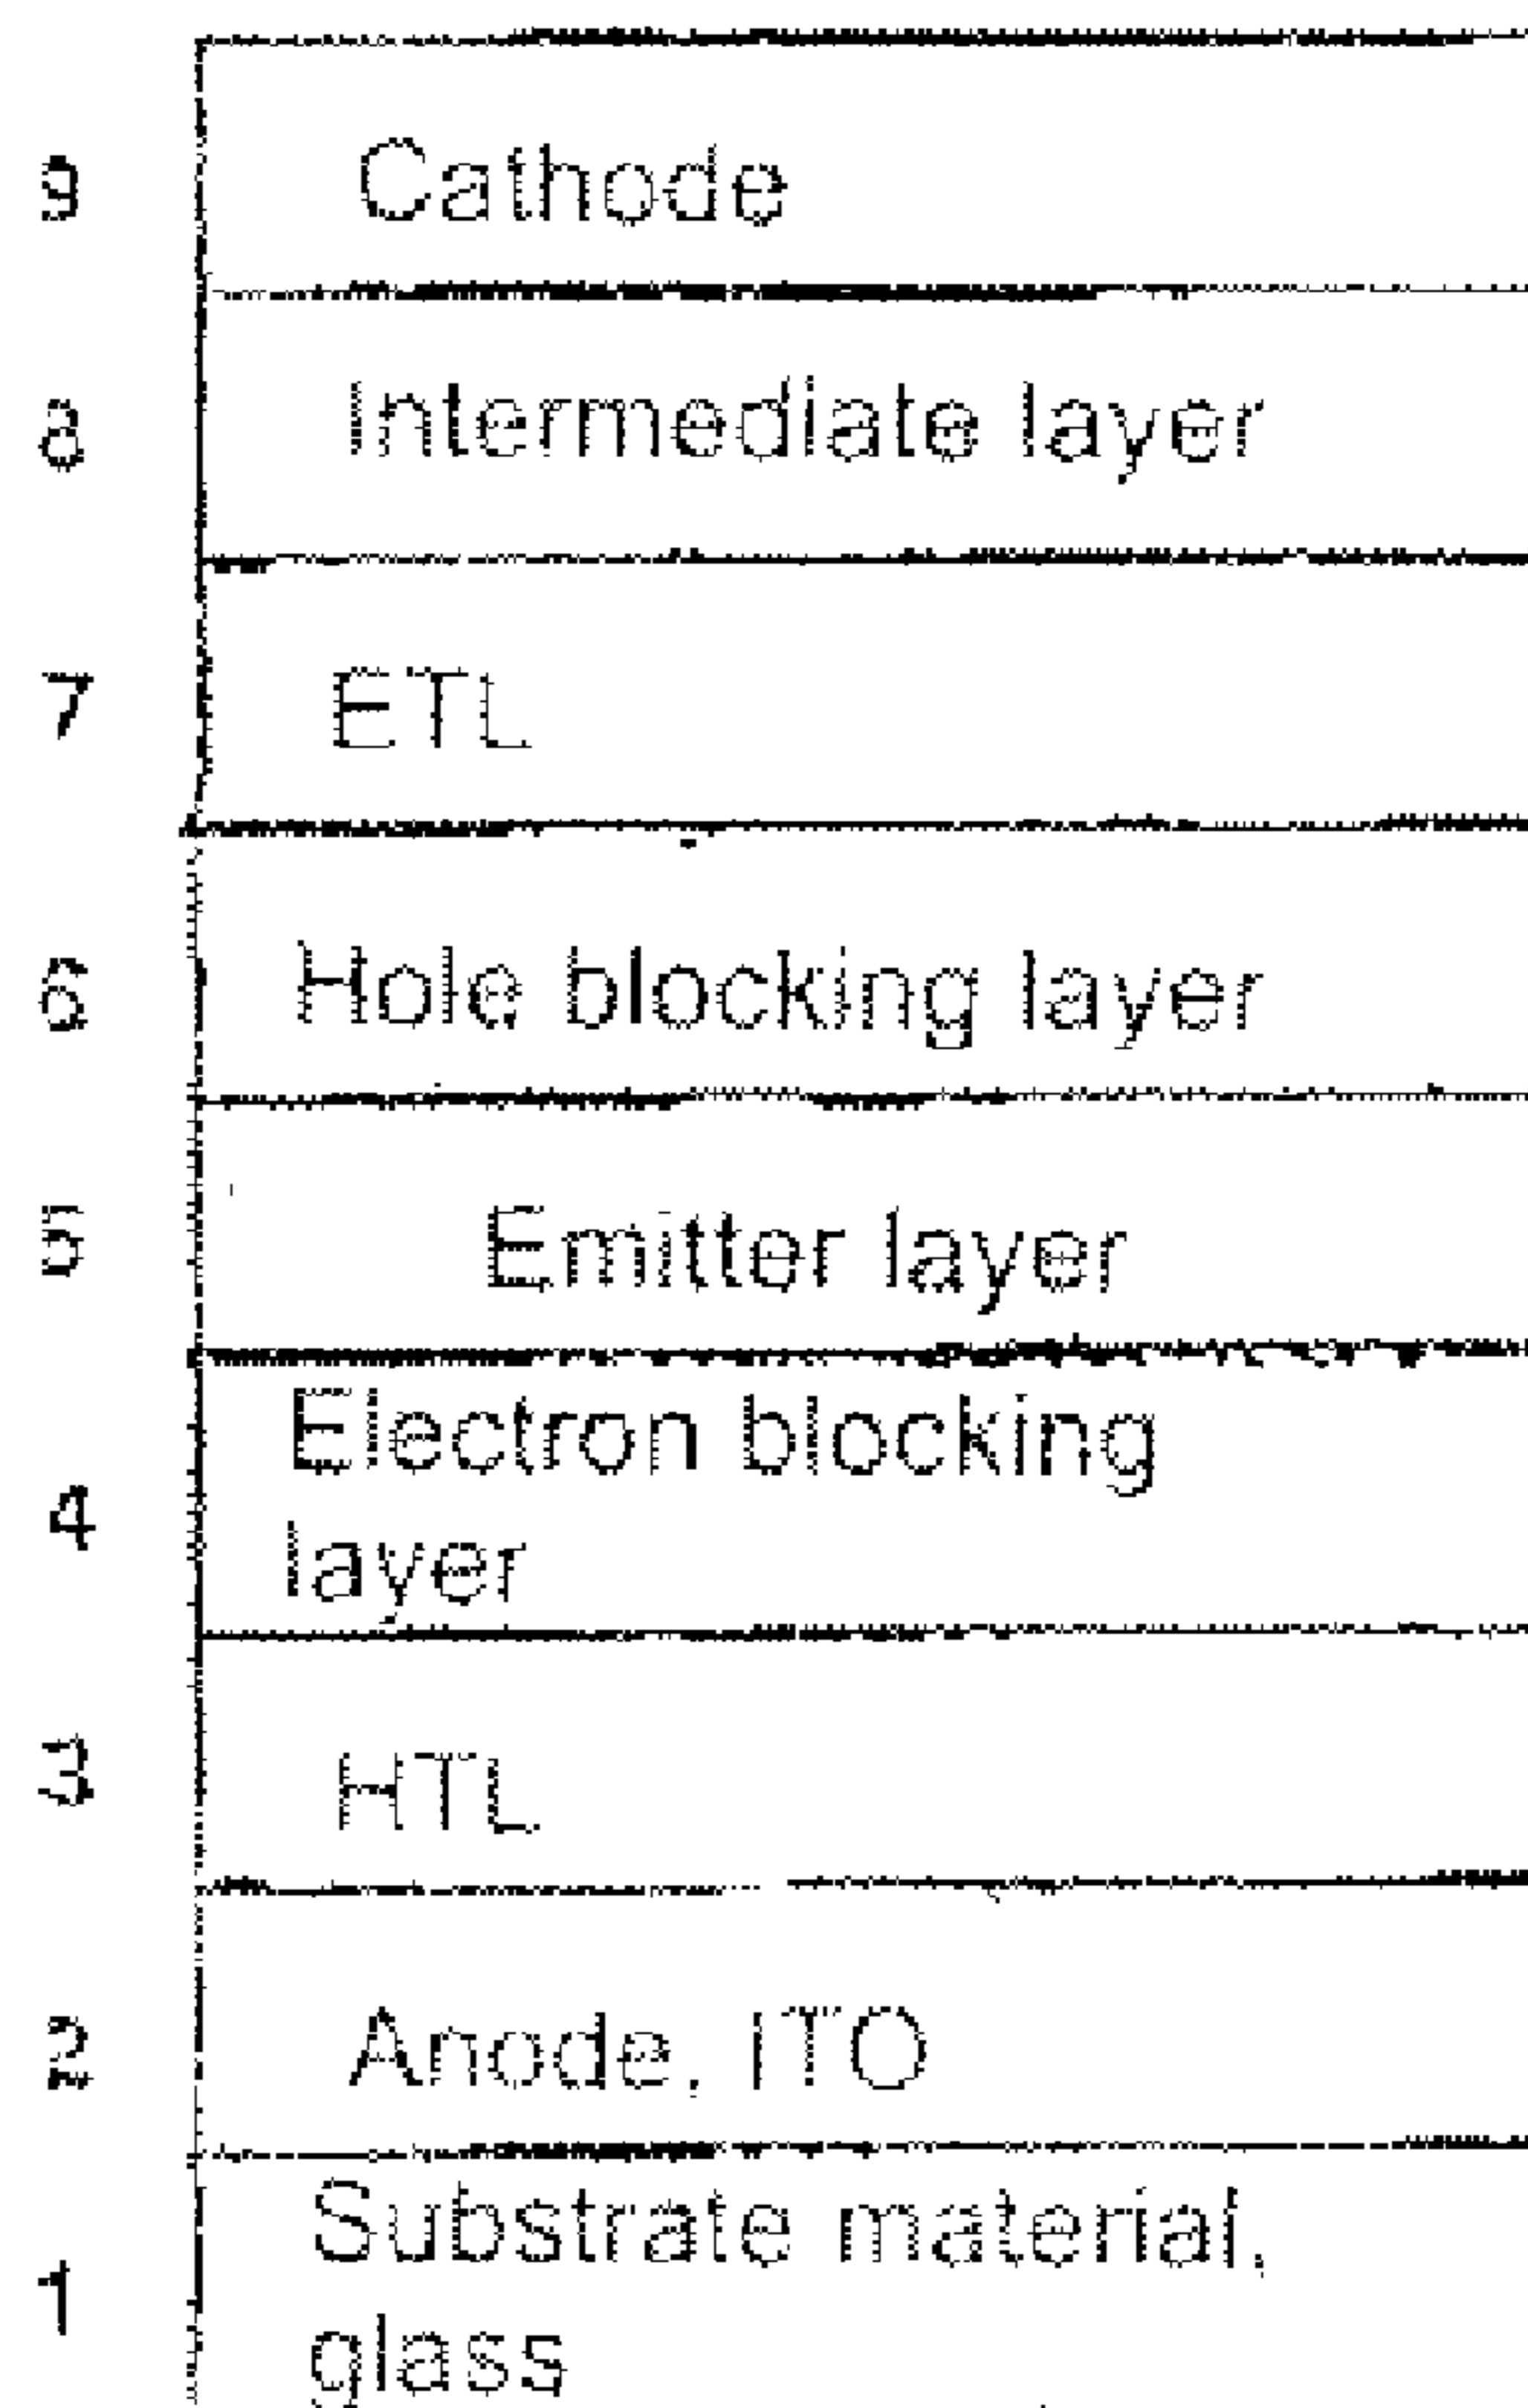 9 Cathode
8 Intermediate layer
7 ETL
6 Hole blocking layer
5 Emitter layer
Electron blocking
4
layer
3 HTL
2 Anode, ITO
Substrate material,
1
glass